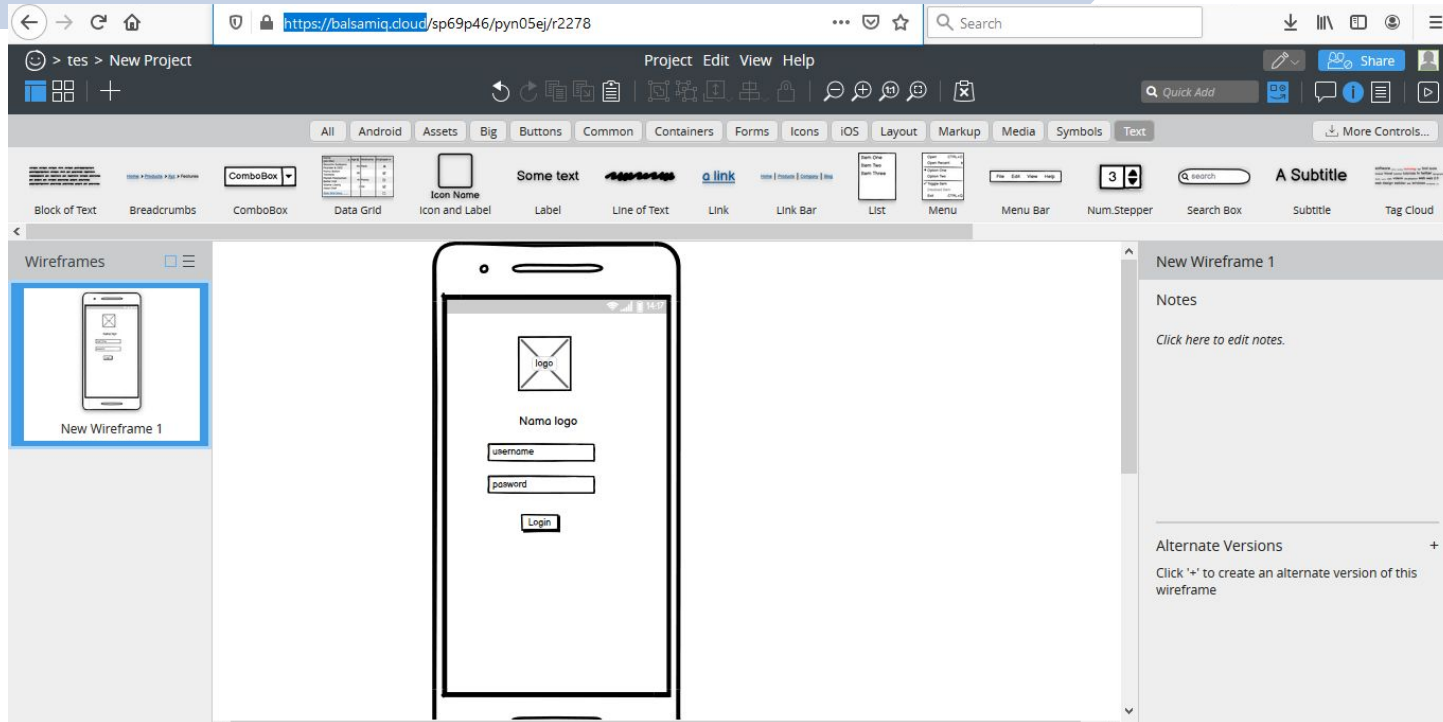 https://balsamiq.cloud/sp69p46/pyn05ej/r2278
Search
> tes > New Project
Project Edit View Help
Share
Quick Add
All Android Assets Big Buttons Common Containers Forms Icons iOS Layout Markup Media Symbols Text
More Controls...
ComboBox
Icon Name
Some text
a link
3
search
A Subtitle
Block of Text Breadcrumbs ComboBox Data Grid Icon and Label Label Line of Text Link Link Bar List Menu Menu Bar Num.Stepper Search Box Subtitle Tag Cloud
Wireframes
New Wireframe 1
14:17
logo
Nama logo
username
pasword
Login
New Wireframe 1
Notes
Click here to edit notes.
Alternate Versions +
Click '+' to create an alternate version of this
wireframe